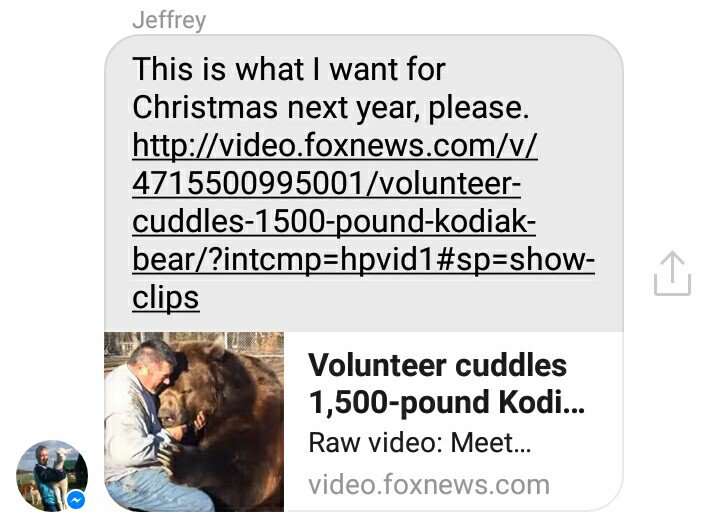 Jeffrey
This is what I want for
Christmas next year, please.
http://video.foxnews.com/v/
4715500995001/volunteer-
cuddles-1500-pound-kodiak-
bear/?intcmp=hpvid1#sp=show-
clips
Volunteer cuddles
1,500-pound Kodi...
Raw video: Meet...
video.foxnews.com